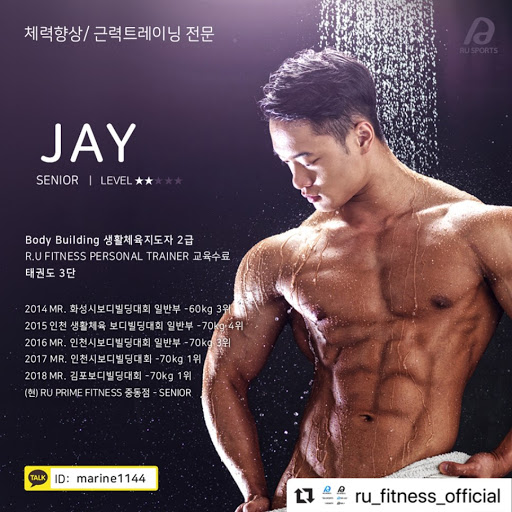 체력향상/ 근력트레이닝 전문
RU SPORTS
JAY
SENIOR | LEVEL ★★★★★
Body Building 생활체육지도자 2급
R.U FITNESS PERSONAL TRAINER 교육수료
태권도 3단
2014 MR. 화성시보디빌딩대회 일반부 -60kg 3위
2015 인천 생활체육 보디빌딩대회 일반부 -70kg 4위
2016 MR. 인천시보디빌딩대회 일반부 -70kg 3위
2017 MR. 인천시보디빌딩대회 -70kg 1위
2018 MR. 김포보디빌딩대회 -70kg 1위
(현) RU PRIME FITNESS 중동점 - SENIOR
TALK ID: marine1144
ru_fitness_official